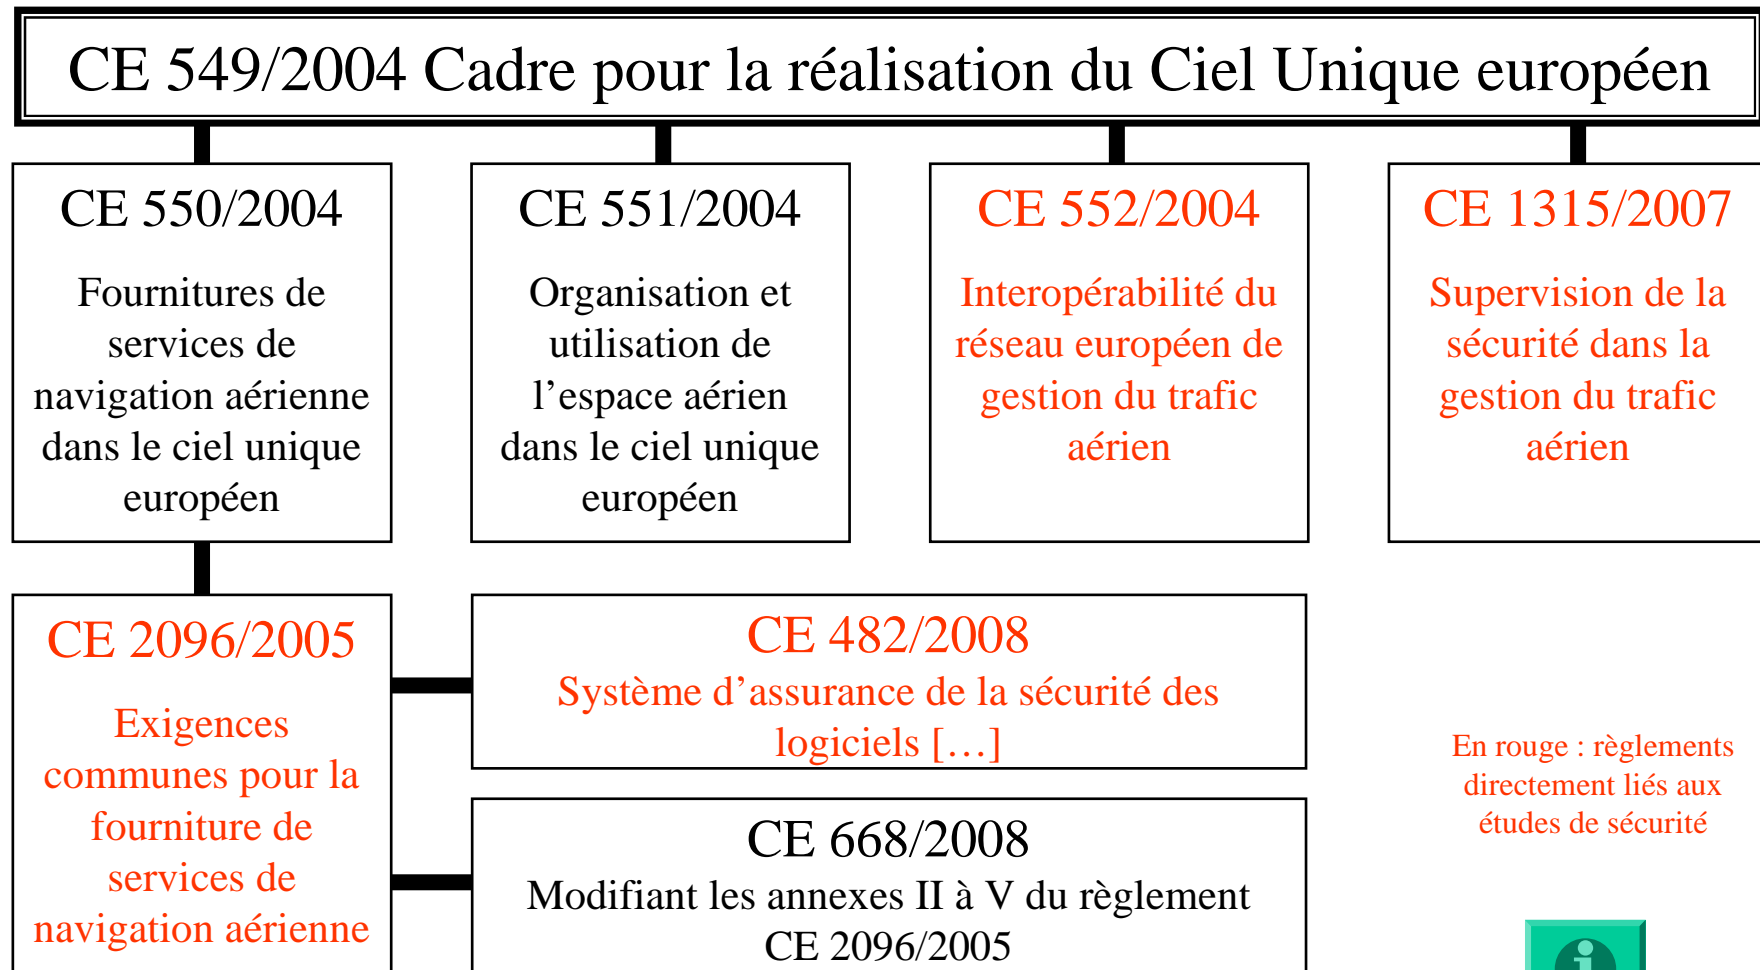 CE 549/2004 Cadre pour la réalisation du Ciel Unique européen
CE 550/2004
Fournitures de
services de
navigation aérienne
dans le ciel unique
européen
CE 551/2004
Organisation et
utilisation de
l’espace aérien
dans le ciel unique
européen
CE 552/2004
Interopérabilité du
réseau européen de
gestion du trafic
aérien
CE 1315/2007
Supervision de la
sécurité dans la
gestion du trafic
aérien
CE 2096/2005
Exigences
communes pour la
fourniture de
services de
navigation aérienne
CE 482/2008
Système d’assurance de la sécurité des
logiciels […]
CE 668/2008
Modifiant les annexes II à V du règlement
CE 2096/2005
En rouge : règlements
directement liés aux
études de sécurité